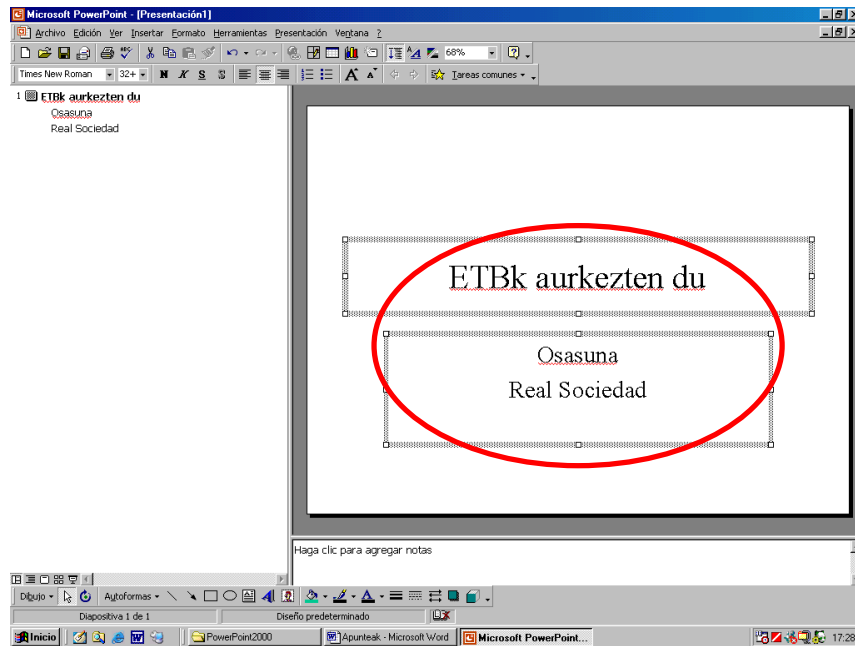 Microsoft PowerPoint - [Presentación1]
Archivo Edición Ver Insertar Formato Herramientas Presentación Ventana ?
68%
Times New Roman 32+ N K S S Tareas comunes
1 ETBk aurkezten du
Osasuna
Real Sociedad
ETBk aurkezten du
Osasuna
Real Sociedad
Haga clic para agregar notas
Dibujo Autoformas
Diapositiva 1 de 1 Diseño predeterminado
Inicio PowerPoint2000 Apunteak - Microsoft Word Microsoft PowerPoint... 17:28